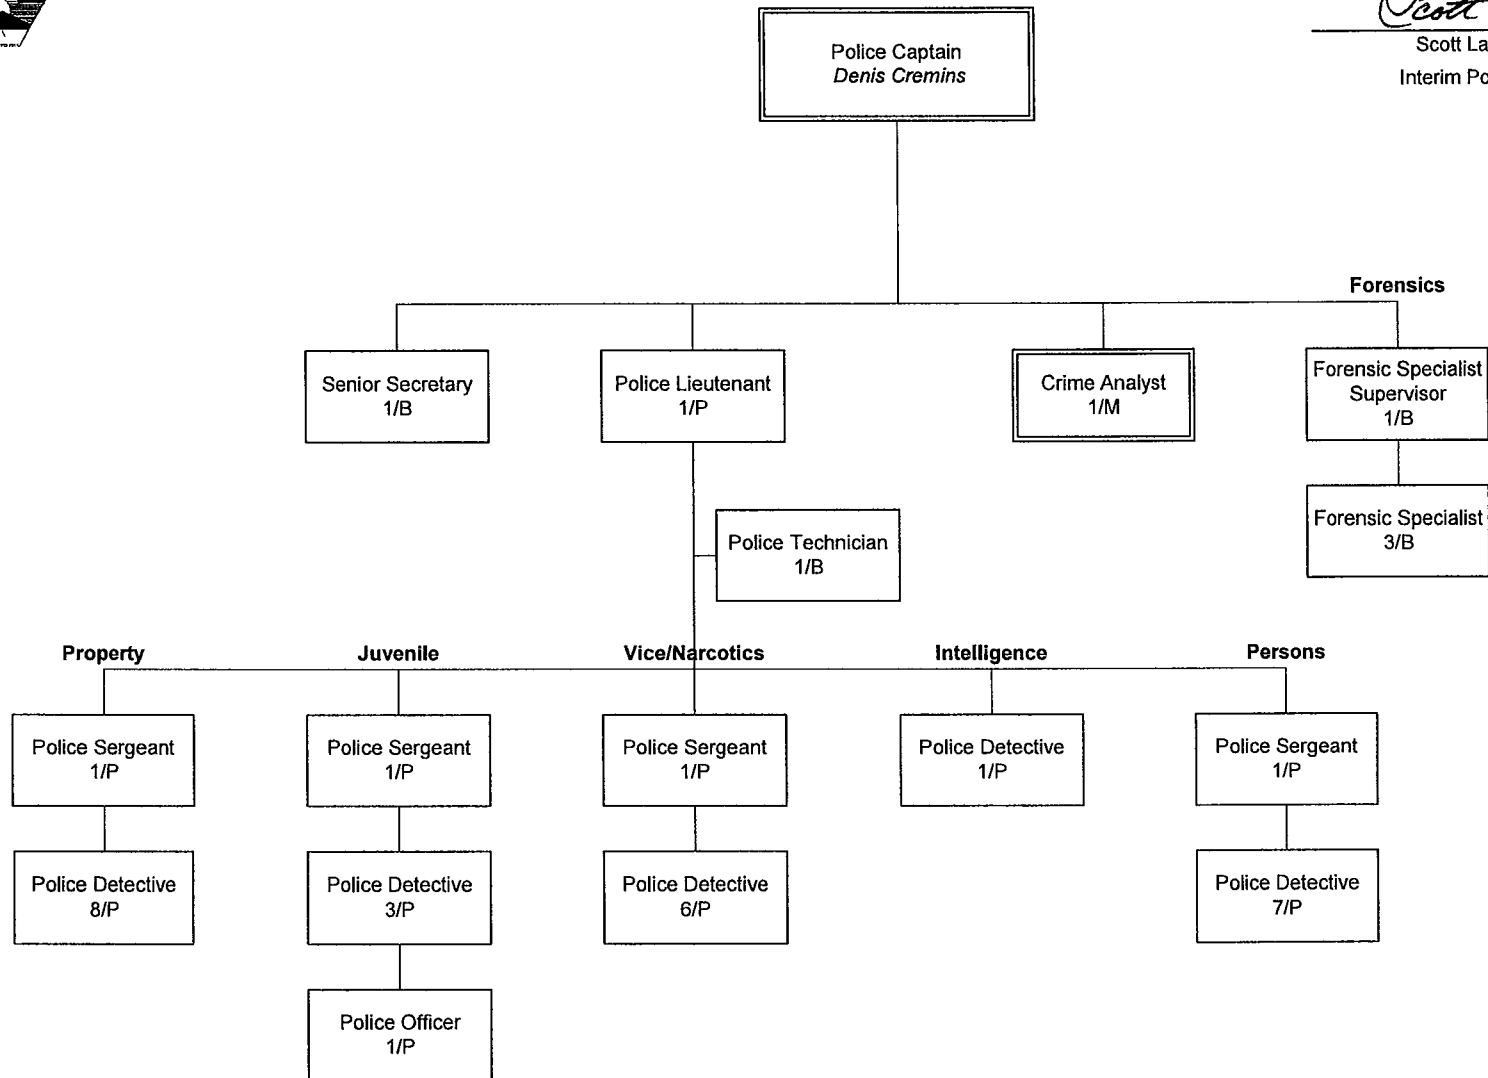 Scott
Scott La
Interim Po
Police Captain
Denis Cremins
Forensics
Senior Secretary
1/B
Police Lieutenant
1/P
Crime Analyst
1/M
Forensic Specialist
Supervisor
1/B
Police Technician
1/B
Forensic Specialist
3/B
Property
Juvenile
Vice/Narcotics
Intelligence
Persons
Police Sergeant
1/P
Police Sergeant
1/P
Police Sergeant
1/P
Police Detective
1/P
Police Sergeant
1/P
Police Detective
8/P
Police Detective
3/P
Police Detective
6/P
Police Detective
7/P
Police Officer
1/P